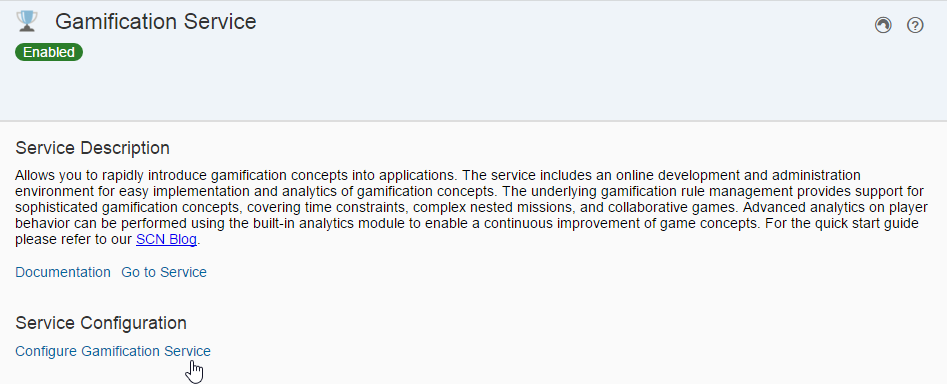 Gamification Service
Enabled
Service Description
Allows you to rapidly introduce gamification concepts into applications. The service includes an online development and administration
environment for easy implementation and analytics of gamification concepts. The underlying gamification rule management provides support for
sophisticated gamification concepts, covering time constraints, complex nested missions, and collaborative games. Advanced analytics on player
behavior can be performed using the built-in analytics module to enable a continuous improvement of game concepts. For the quick start guide
please refer to our SCN Blog.
Documentation Go to Service
Service Configuration
Configure Gamification Service